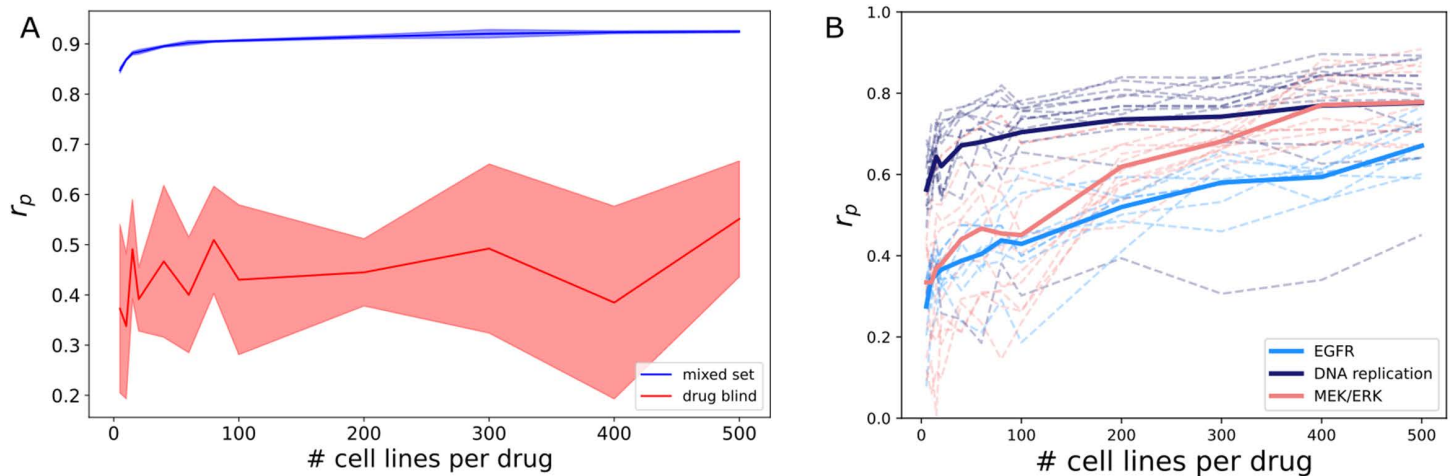 A
r_p
0.9
0.8
0.7
0.6
0.5
0.4
0.3
0.2
0
100
200
300
400
500
# cell lines per drug
mixed set
drug blind
B
r_p
1.0
0.8
0.6
0.4
0.2
0.0
0
100
200
300
400
500
# cell lines per drug
EGFR
DNA replication
MEK/ERK